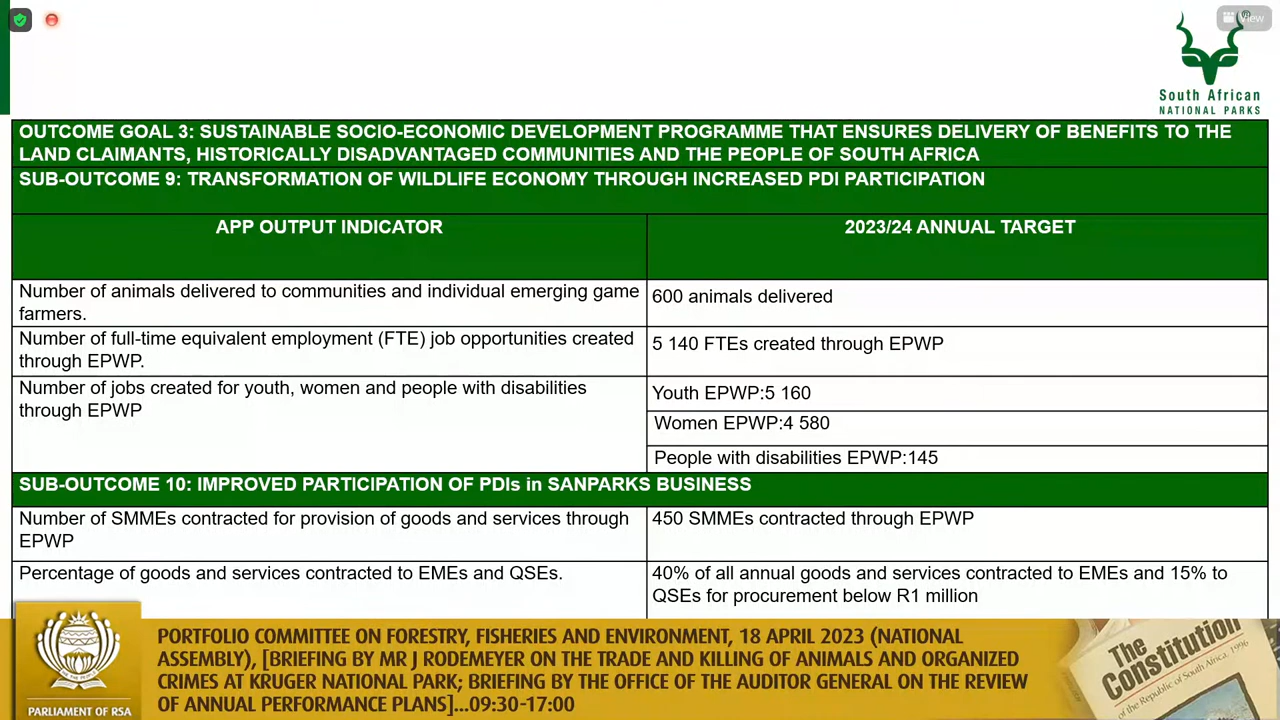 View
South African
NATIONAL PARKS
OUTCOME GOAL 3: SUSTAINABLE SOCIO-ECONOMIC DEVELOPMENT PROGRAMME THAT ENSURES DELIVERY OF BENEFITS TO THE
LAND CLAIMANTS, HISTORICALLY DISADVANTAGED COMMUNITIES AND THE PEOPLE OF SOUTH AFRICA
SUB-OUTCOME 9: TRANSFORMATION OF WILDLIFE ECONOMY THROUGH INCREASED PDI PARTICIPATION
APP OUTPUT INDICATOR
2023/24 ANNUAL TARGET
Number of animals delivered to communities and individual emerging game
farmers.
600 animals delivered
Number of full-time equivalent employment (FTE) job opportunities created
through EPWP.
5 140 FTEs created through EPWP
Number of jobs created for youth, women and people with disabilities
through EPWP
Youth EPWP:5 160
Women EPWP:4 580
People with disabilities EPWP:145
SUB-OUTCOME 10: IMPROVED PARTICIPATION OF PDIs in SANPARKS BUSINESS
Number of SMMEs contracted for provision of goods and services through
EPWP
450 SMMEs contracted through EPWP
Percentage of goods and services contracted to EMEs and QSEs.
40% of all annual goods and services contracted to EMEs and 15% to
QSEs for procurement below R1 million
PARLIAMENT OF RSA
PORTFOLIO COMMITTEE ON FORESTRY, FISHERIES AND ENVIRONMENT, 18 APRIL 2023 (NATIONAL
ASSEMBLY), [BRIEFING BY MR J RODEMEYER ON THE TRADE AND KILLING OF ANIMALS AND ORGANIZED
CRIMES AT KRUGER NATIONAL PARK; BRIEFING BY THE OFFICE OF THE AUDITOR GENERAL ON THE REVIEW
OF ANNUAL PERFORMANCE PLANS]...09:30-17:00
The
Constitution
of the Republic of South Africa, 1996